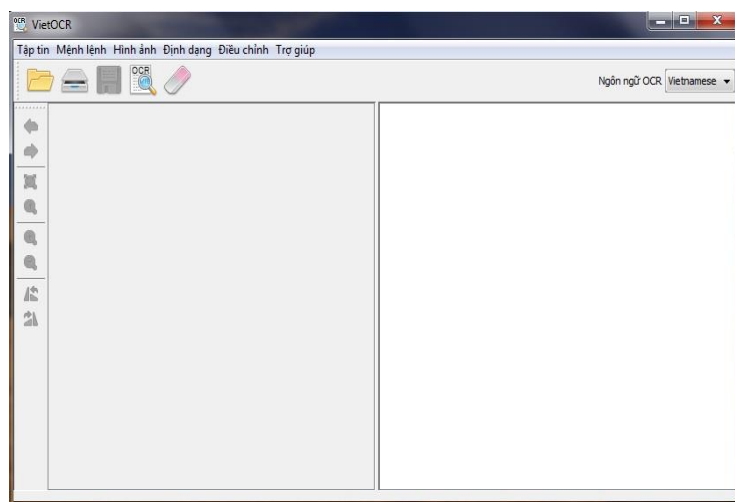 VietOCR
Tập tin Mệnh lệnh Hình ảnh Định dạng Điều chỉnh Trợ giúp
OCR
Ngôn ngữ OCR Vietnamese